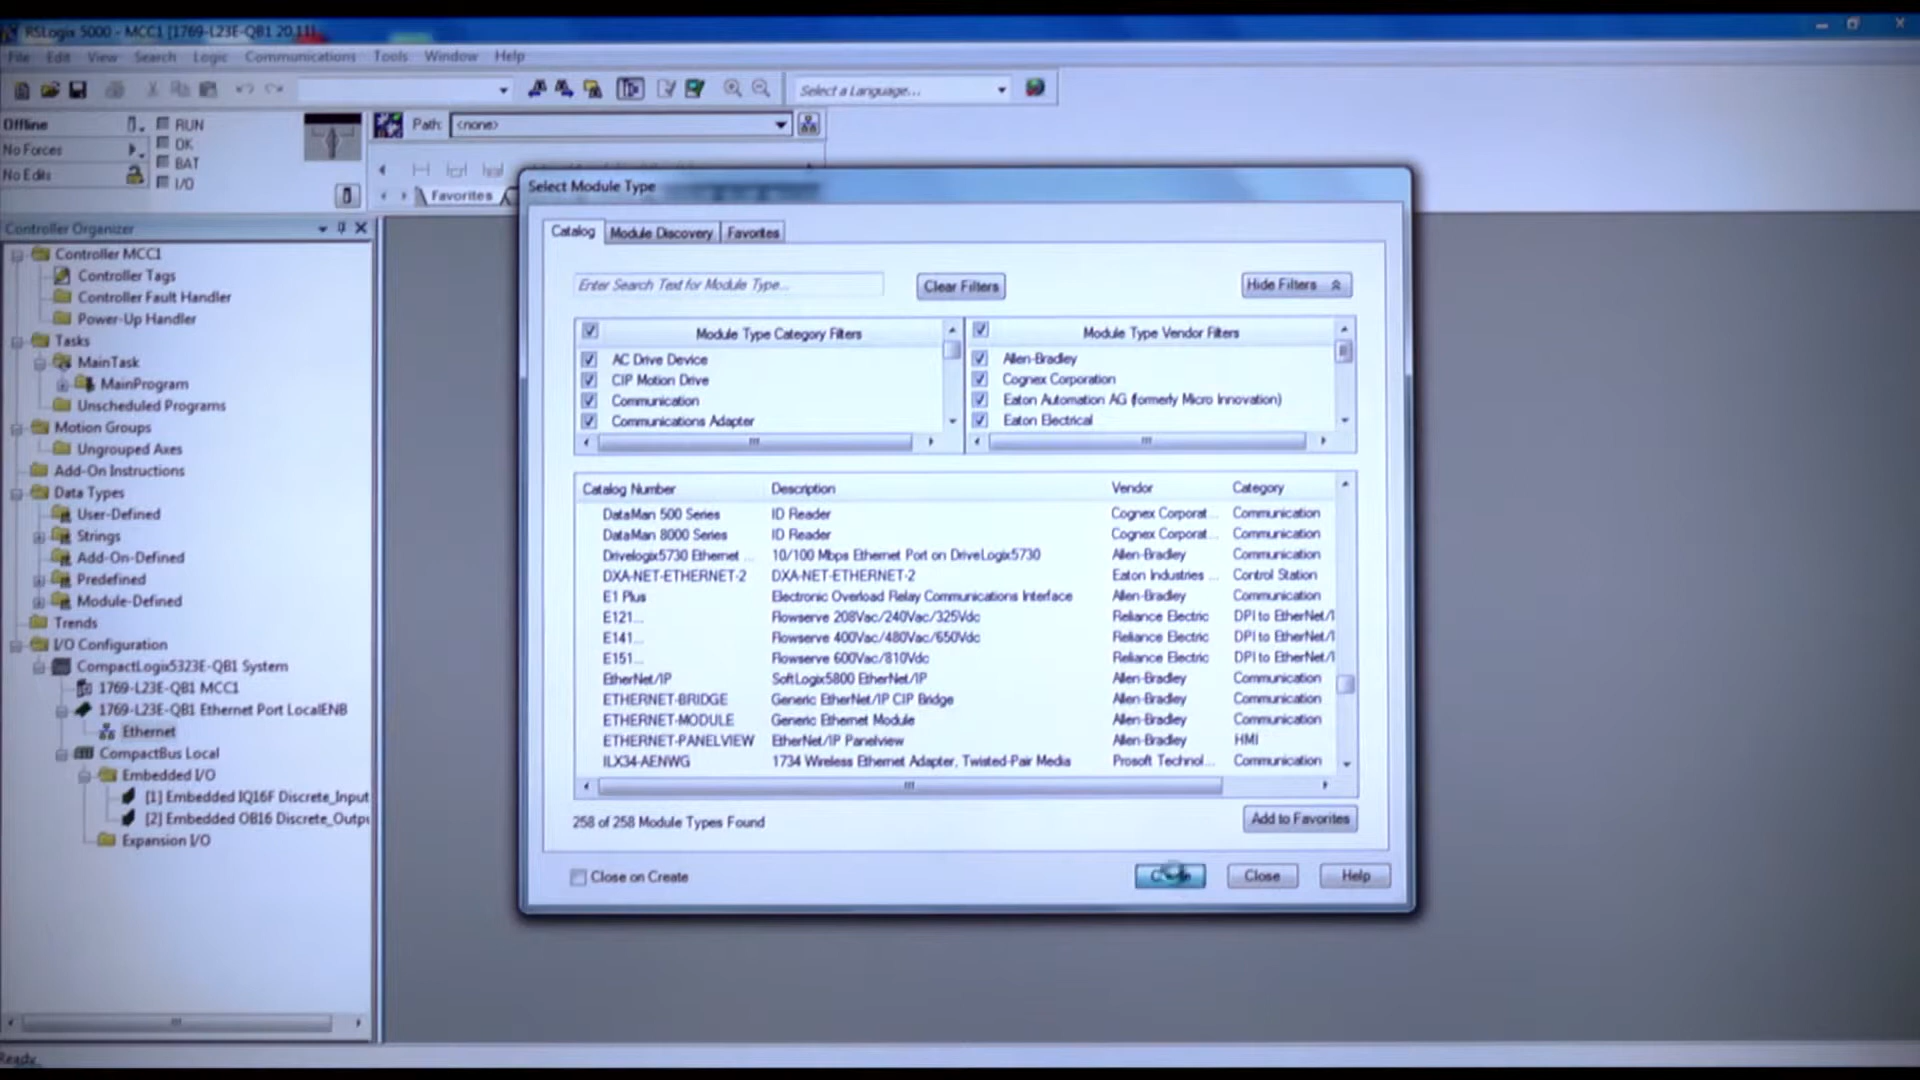 RSLogix 5000 - MCC1 [1769-L23E-QB1 20.11]
File Edit View Search Logic Communications Tools Window Help
Select a Language...
Offline
RUN
Path: <none>
No Forces
OK
BAT
No Edits
I/O
Favorites
Controller Organizer
Controller MCC1
Controller Tags
Controller Fault Handler
Power-Up Handler
Tasks
MainTask
MainProgram
Unscheduled Programs
Motion Groups
Ungrouped Axes
Add-On Instructions
Data Types
User-Defined
Strings
Add-On-Defined
Predefined
Module-Defined
Trends
I/O Configuration
CompactLogix5323E-QB1 System
1769-L23E-QB1 MCC1
1769-L23E-QB1 Ethernet Port LocalENB
Ethernet
CompactBus Local
Embedded I/O
[1] Embedded IQ16F Discrete_Input
[2] Embedded OB16 Discrete_Outpu
Expansion I/O
Ready
Select Module Type
Catalog Module Discovery Favorites
Enter Search Text for Module Type...
Clear Filters
Hide Filters
Module Type Category Filters
AC Drive Device
CIP Motion Drive
Communication
Communications Adapter
Module Type Vendor Filters
Allen-Bradley
Cognex Corporation
Eaton Automation AG (formerly Micro Innovation)
Eaton Electrical
Catalog Number Description Vendor Category
DataMan 500 Series ID Reader Cognex Corporat... Communication
DataMan 8000 Series ID Reader Cognex Corporat... Communication
Drivelogix5730 Ethernet ... 10/100 Mbps Ethernet Port on DriveLogix5730 Allen-Bradley Communication
DXA-NET-ETHERNET-2 DXA-NET-ETHERNET-2 Eaton Industries ... Control Station
E1 Plus Electronic Overload Relay Communications Interface Allen-Bradley Communication
E121... Flowserve 208Vac/240Vac/325Vdc Reliance Electric DPI to EtherNet/I
E141... Flowserve 400Vac/480Vac/650Vdc Reliance Electric DPI to EtherNet/I
E151... Flowserve 600Vac/810Vdc Reliance Electric DPI to EtherNet/I
EtherNet/IP SoftLogix5800 EtherNet/IP Allen-Bradley Communication
ETHERNET-BRIDGE Generic EtherNet/IP CIP Bridge Allen-Bradley Communication
ETHERNET-MODULE Generic Ethernet Module Allen-Bradley Communication
ETHERNET-PANELVIEW EtherNet/IP Panelview Allen-Bradley HMI
ILX34-AENWG 1734 Wireless Ethernet Adapter, Twisted-Pair Media Prosoft Technol... Communication
258 of 258 Module Types Found
Add to Favorites
Close on Create
Close
Help